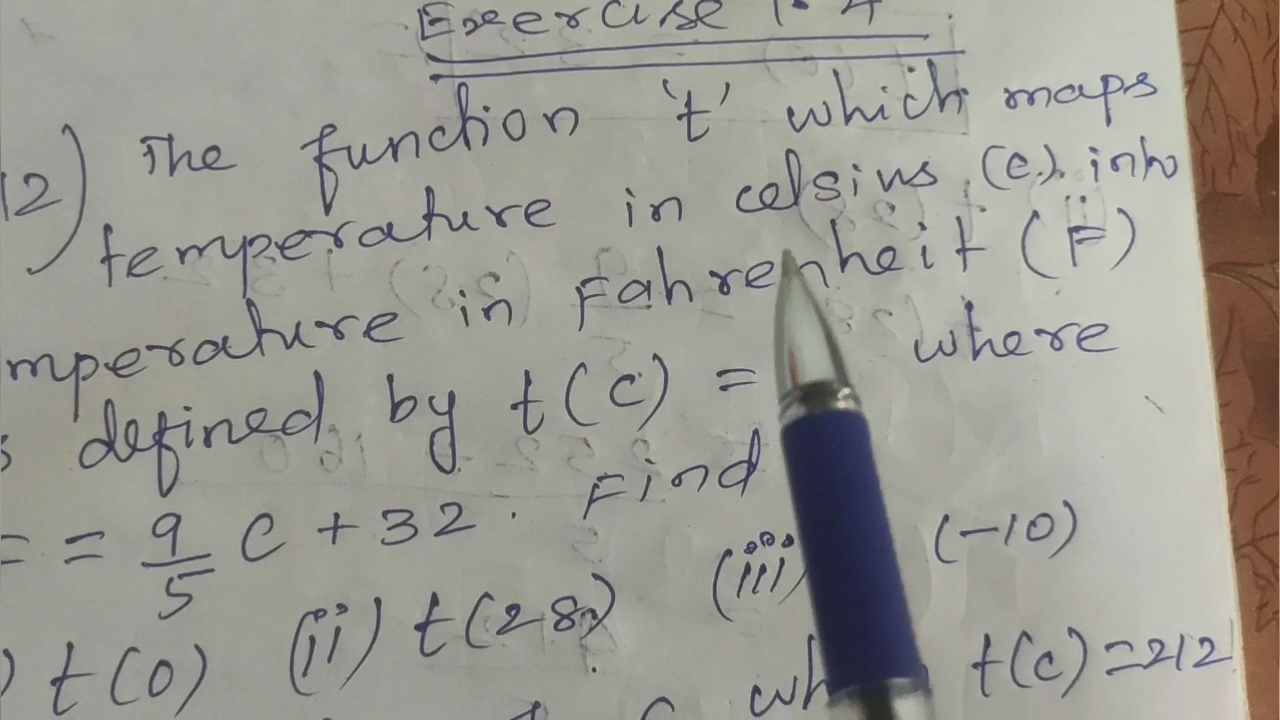 Exercise 1.4
12) The function 't' which maps
temperature in celsius (c) into
mperature in Fahrenheit (F)
s defined by t(c) = where
= = 9/5 C + 32. Find
) t(0) (ii) t(28) (iii) (-10)
t(c) = 212